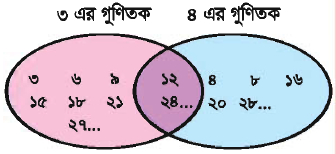 ৩ এর গুণিতক ৪ এর গুণিতক
৩ ৬ ৯ ১২ ৪ ৮ ১৬
১৫ ১৮ ২১ ২৪... ২০ ২৮...
২৭...